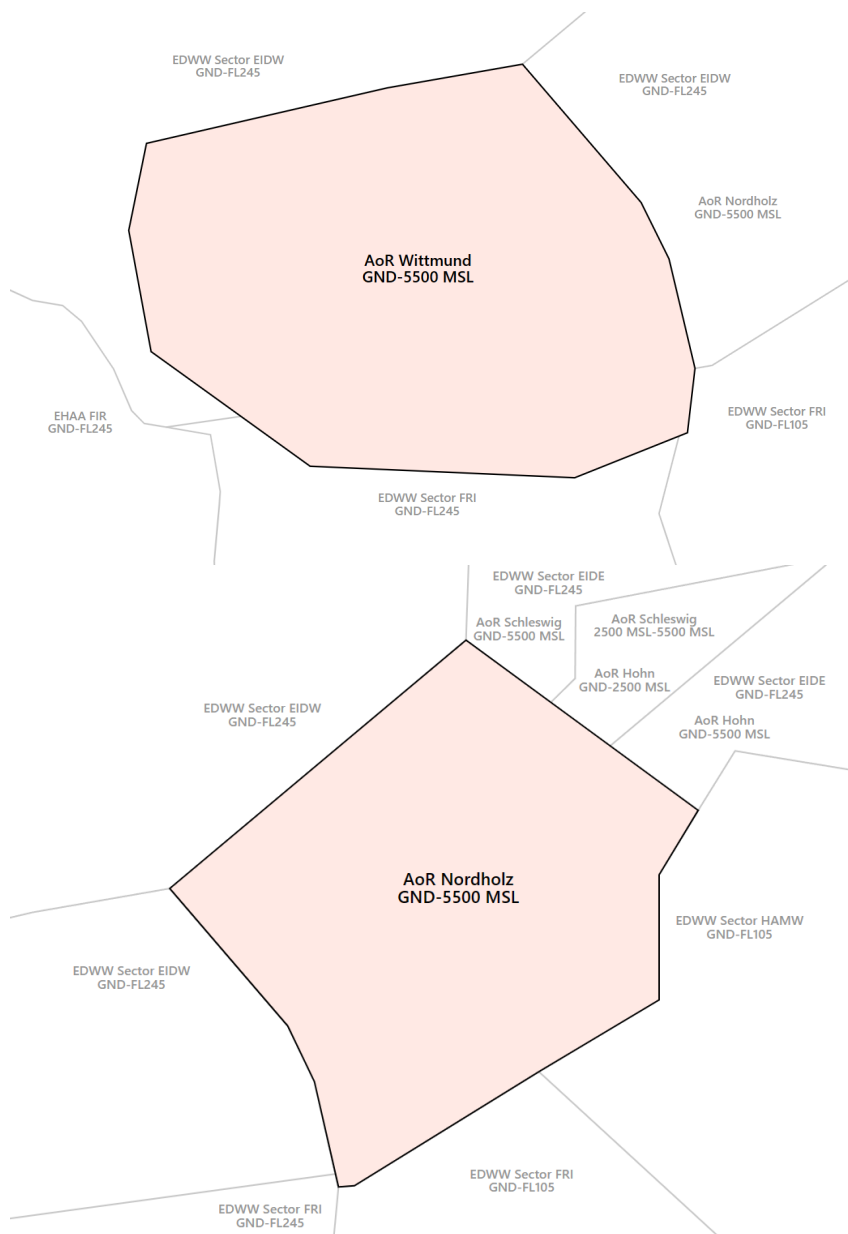 EDWW Sector EIDW
GND-FL245
EDWW Sector EIDW
GND-FL245
AoR Nordholz
GND-5500 MSL
AoR Wittmund
GND-5500 MSL
EHAA FIR
GND-FL245
EDWW Sector FRI
GND-FL105
EDWW Sector FRI
GND-FL245
EDWW Sector EIDE
GND-FL245
AoR Schleswig
GND-5500 MSL
AoR Schleswig
2500 MSL-5500 MSL
AoR Hohn
GND-2500 MSL
EDWW Sector EIDE
GND-FL245
EDWW Sector EIDW
GND-FL245
AoR Hohn
GND-5500 MSL
AoR Nordholz
GND-5500 MSL
EDWW Sector HAMW
GND-FL105
EDWW Sector EIDW
GND-FL245
EDWW Sector FRI
GND-FL105
EDWW Sector FRI
GND-FL245